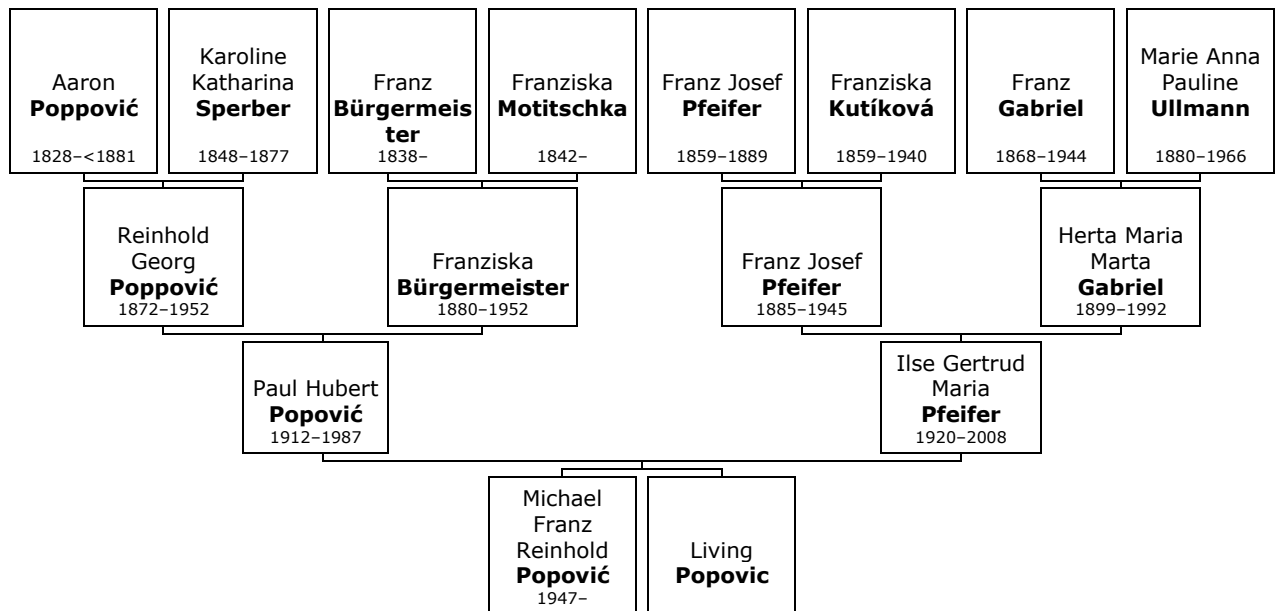 Aaron
Poppović
1828–<1881
Karoline
Katharina
Sperber
1848–1877
Franz
Bürgermeis
ter
1838–
Franziska
Motitschka
1842–
Franz Josef
Pfeifer
1859–1889
Franziska
Kutíková
1859–1940
Franz
Gabriel
1868–1944
Marie Anna
Pauline
Ullmann
1880–1966
Reinhold
Georg
Poppović
1872–1952
Franziska
Bürgermeister
1880–1952
Franz Josef
Pfeifer
1885–1945
Herta Maria
Marta
Gabriel
1899–1992
Paul Hubert
Popović
1912–1987
Ilse Gertrud
Maria
Pfeifer
1920–2008
Michael
Franz
Reinhold
Popović
1947–
Living
Popovic